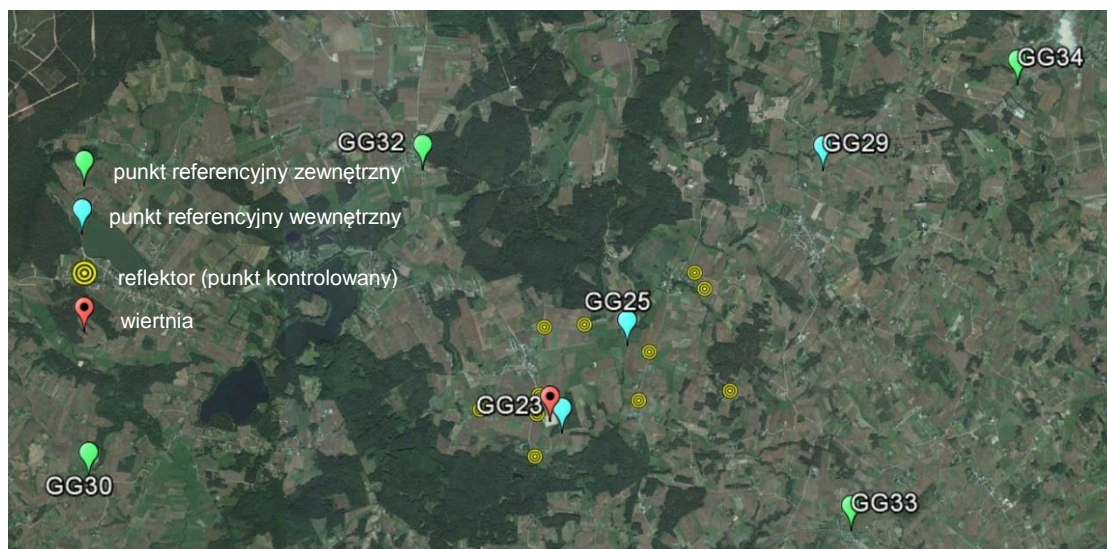 GG34
GG32
GG29
punkt referencyjny zewnętrzny
punkt referencyjny wewnętrzny
reflektor (punkt kontrolowany)
wiertnia
GG25
GG23
GG30
GG33